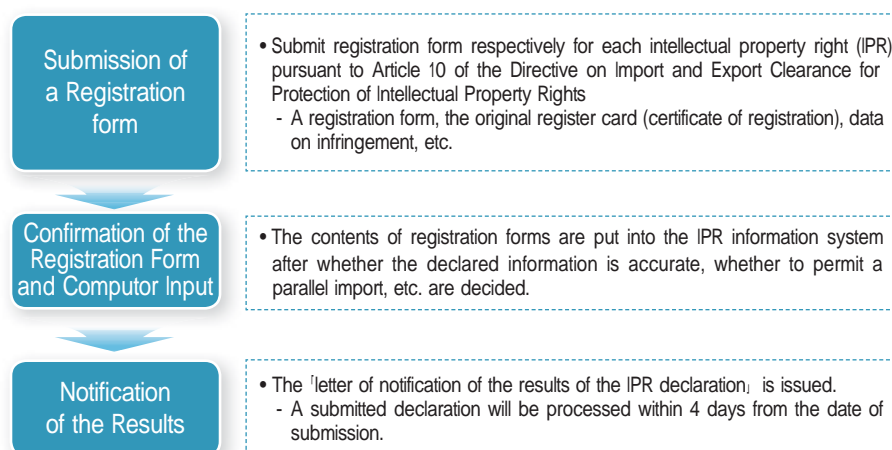 Submission of
a Registration
form
• Submit registration form respectively for each intellectual property right (IPR)
pursuant to Article 10 of the Directive on Import and Export Clearance for
Protection of Intellectual Property Rights
- A registration form, the original register card (certificate of registration), data
on infringement, etc.
Confirmation of the
Registration Form
and Computor Input
• The contents of registration forms are put into the IPR information system
after whether the declared information is accurate, whether to permit a
parallel import, etc. are decided.
Notification
of the Results
• The 「letter of notification of the results of the IPR declaration」 is issued.
- A submitted declaration will be processed within 4 days from the date of
submission.